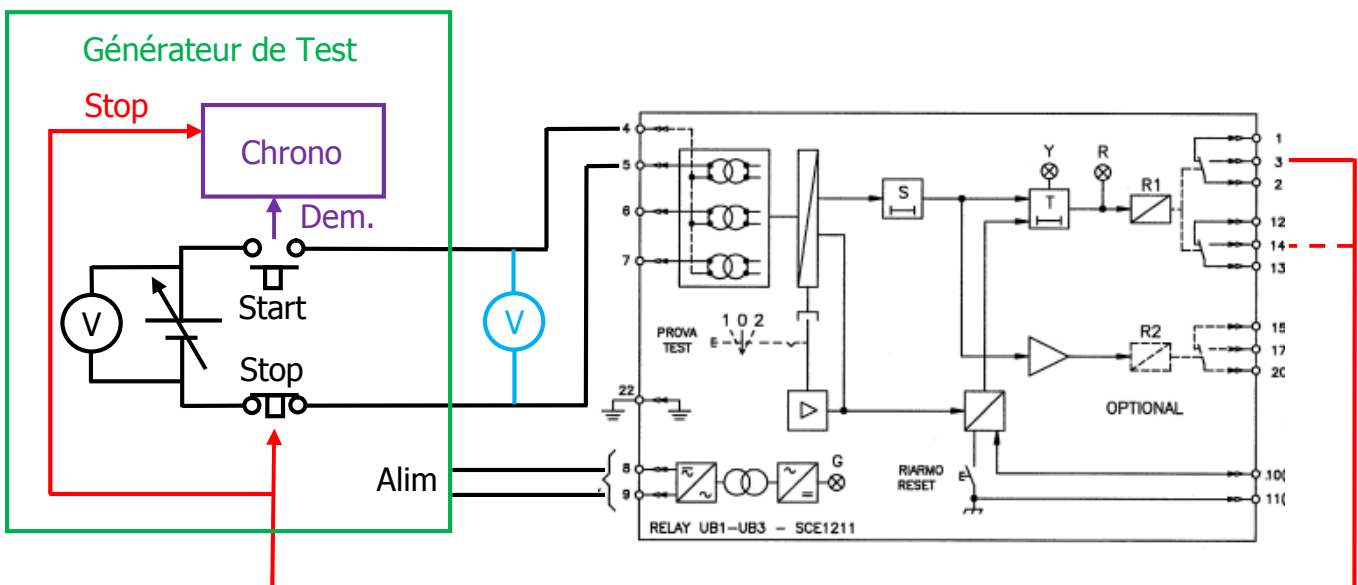 Générateur de Test
Stop
Chrono
Dem.
V
Start
Stop
V
Alim
4
5
6
7
22
8
9
PROVA
TEST
1 0 2
E
S
Y
R
T
R1
1
3
2
12
14
13
R2
15
17
20
OPTIONAL
G
RIARMO
RESET
E
10(
11(
RELAY UB1-UB3 - SCE1211